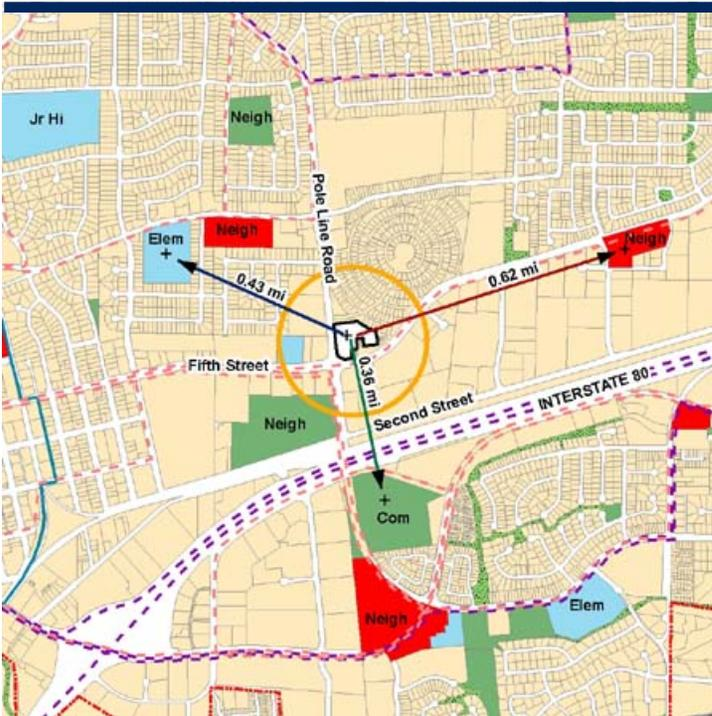 Jr Hi
Neigh
Pole Line Road
Elem
Neigh
Neigh
0.43 mi
0.62 mi
Fifth Street
0.36 mi
Second Street
INTERSTATE 80
Neigh
Com
Neigh
Elem